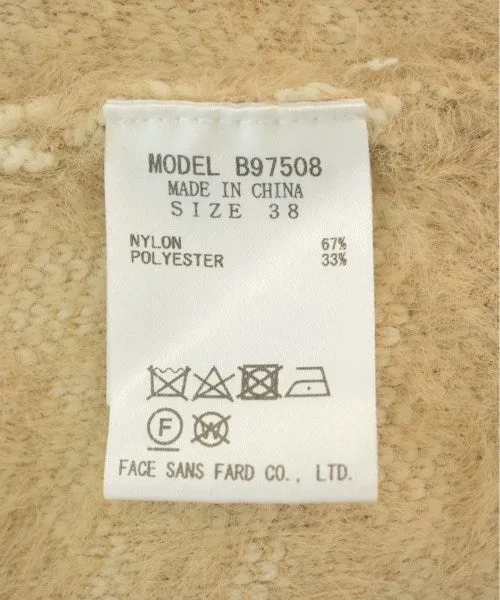 MODEL B97508
MADE IN CHINA
SIZE 38
NYLON 67%
POLYESTER 33%
F W
FACE SANS FARD CO., LTD.